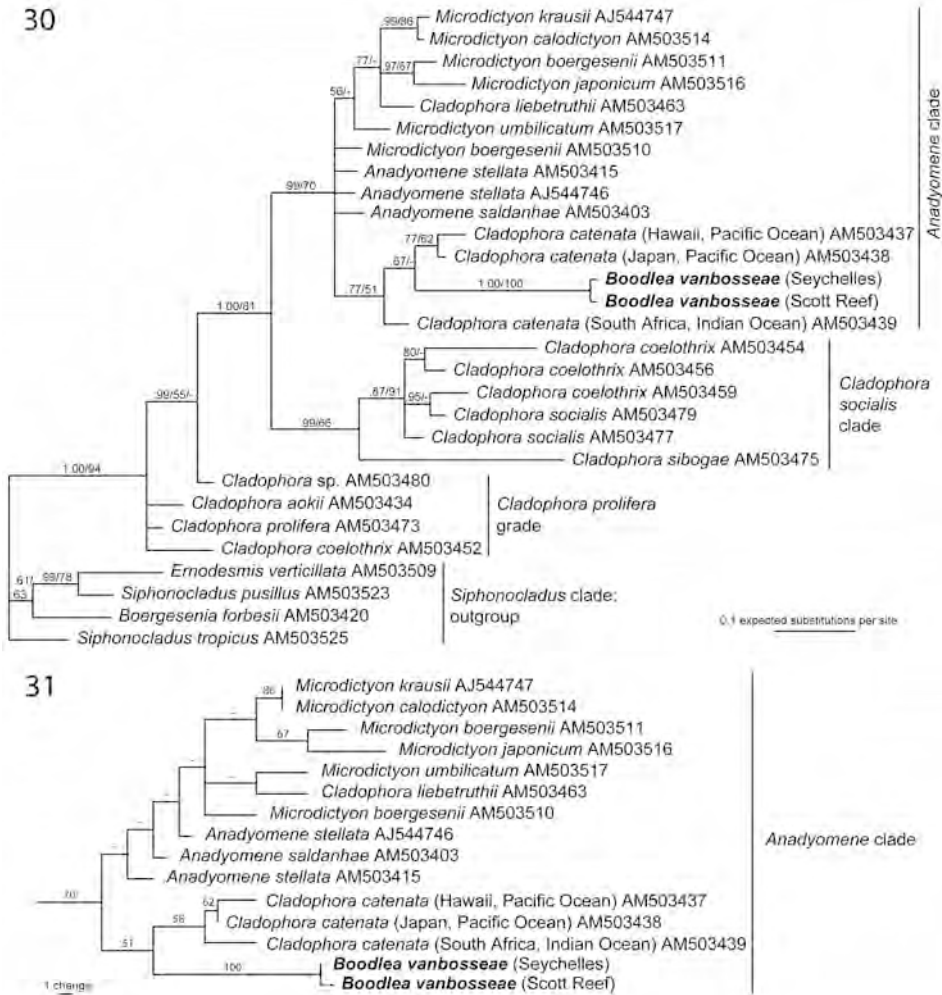 30
99/86
Microdictyon krausii AJ544747
Microdictyon calodictyon AM503514
77/-
97/67
Microdictyon boergesenii AM503511
Microdictyon japonicum AM503516
56/-
Cladophora liebetruthii AM503463
Microdictyon umbilicatum AM503517
Microdictyon boergesenii AM503510
Anadyomene stellata AM503415
99/70
Anadyomene stellata AJ544746
Anadyomene saldanhae AM503403
77/62
Cladophora catenata (Hawaii, Pacific Ocean) AM503437
Cladophora catenata (Japan, Pacific Ocean) AM503438
67/-
1.00/100
Boodlea vanbosseae (Seychelles)
Boodlea vanbosseae (Scott Reef)
77/51
Cladophora catenata (South Africa, Indian Ocean) AM503439
Anadyomene clade
1.00/61
80/-
Cladophora coelothrix AM503454
Cladophora coelothrix AM503456
.67/91
Cladophora coelothrix AM503459
.95/-
Cladophora socialis AM503479
Cladophora socialis AM503477
99/66
Cladophora sibogae AM503475
Cladophora
socialis
clade
.99/55/-
1.00/94
Cladophora sp. AM503480
Cladophora aokii AM503434
Cladophora prolifera AM503473
Cladophora coelothrix AM503452
Cladophora prolifera
grade
Ernodesmis verticillata AM503509
99/78
.61/
63
Siphonocladus pusillus AM503523
Boergesenia forbesii AM503420
Siphonocladus tropicus AM503525
Siphonocladus clade:
outgroup
0.1 expected substitutions per site
31
86
Microdictyon krausii AJ544747
Microdictyon calodictyon AM503514
67
Microdictyon boergesenii AM503511
Microdictyon japonicum AM503516
Microdictyon umbilicatum AM503517
Cladophora liebetruthii AM503463
Microdictyon boergesenii AM503510
Anadyomene stellata AJ544746
Anadyomene saldanhae AM503403
Anadyomene stellata AM503415
Anadyomene clade
70/
62
Cladophora catenata (Hawaii, Pacific Ocean) AM503437
Cladophora catenata (Japan, Pacific Ocean) AM503438
Cladophora catenata (South Africa, Indian Ocean) AM503439
51
100
Boodlea vanbosseae (Seychelles)
Boodlea vanbosseae (Scott Reef)
1 change